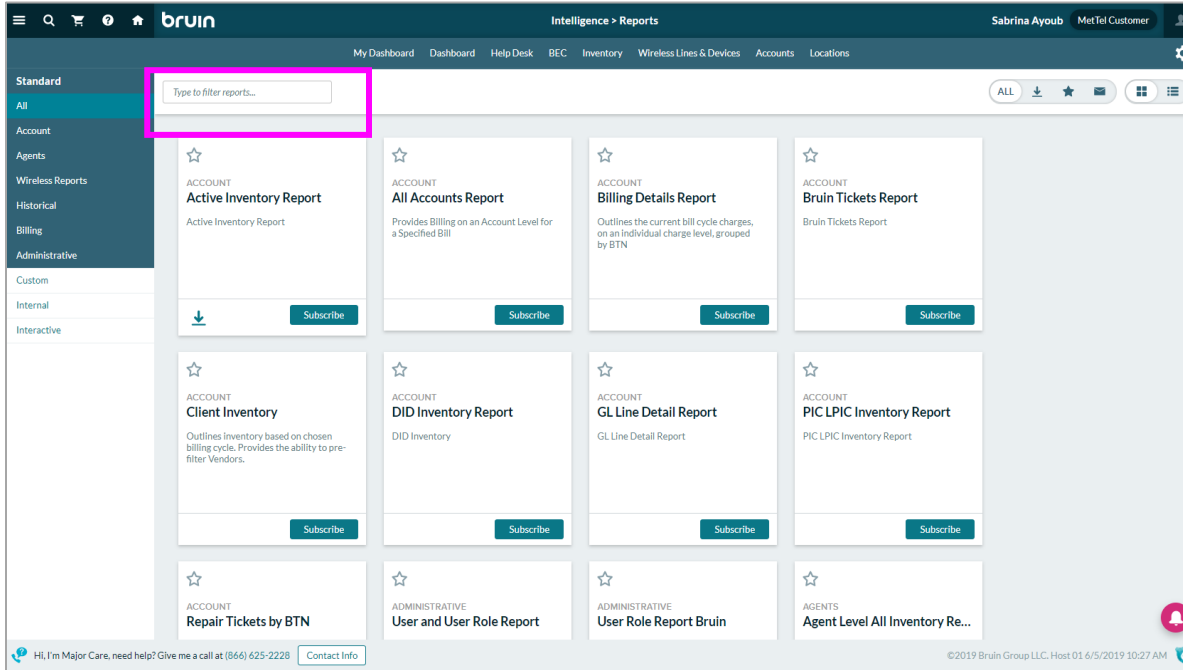 bruin
Intelligence > Reports
Sabrina Ayoub
MetTel Customer
My Dashboard
Dashboard
Help Desk
BEC
Inventory
Wireless Lines & Devices
Accounts
Locations
Standard
All
Account
Agents
Wireless Reports
Historical
Billing
Administrative
Custom
Internal
Interactive
Type to filter reports...
ALL
ACCOUNT
Active Inventory Report
Active Inventory Report
Subscribe
ACCOUNT
All Accounts Report
Provides Billing on an Account Level for
a Specified Bill
Subscribe
ACCOUNT
Billing Details Report
Outlines the current bill cycle charges,
on an individual charge level, grouped
by BTN
Subscribe
ACCOUNT
Bruin Tickets Report
Bruin Tickets Report
Subscribe
ACCOUNT
Client Inventory
Outlines inventory based on chosen
billing cycle. Provides the ability to pre-
filter Vendors.
Subscribe
ACCOUNT
DID Inventory Report
DID Inventory
Subscribe
ACCOUNT
GL Line Detail Report
GL Line Detail Report
Subscribe
ACCOUNT
PIC LPIC Inventory Report
PIC LPIC Inventory Report
Subscribe
ACCOUNT
Repair Tickets by BTN
ADMINISTRATIVE
User and User Role Report
ADMINISTRATIVE
User Role Report Bruin
AGENTS
Agent Level All Inventory Re...
Hi, I'm Major Care, need help? Give me a call at (866) 625-2228
Contact Info
©2019 Bruin Group LLC. Host 01 6/5/2019 10:27 AM